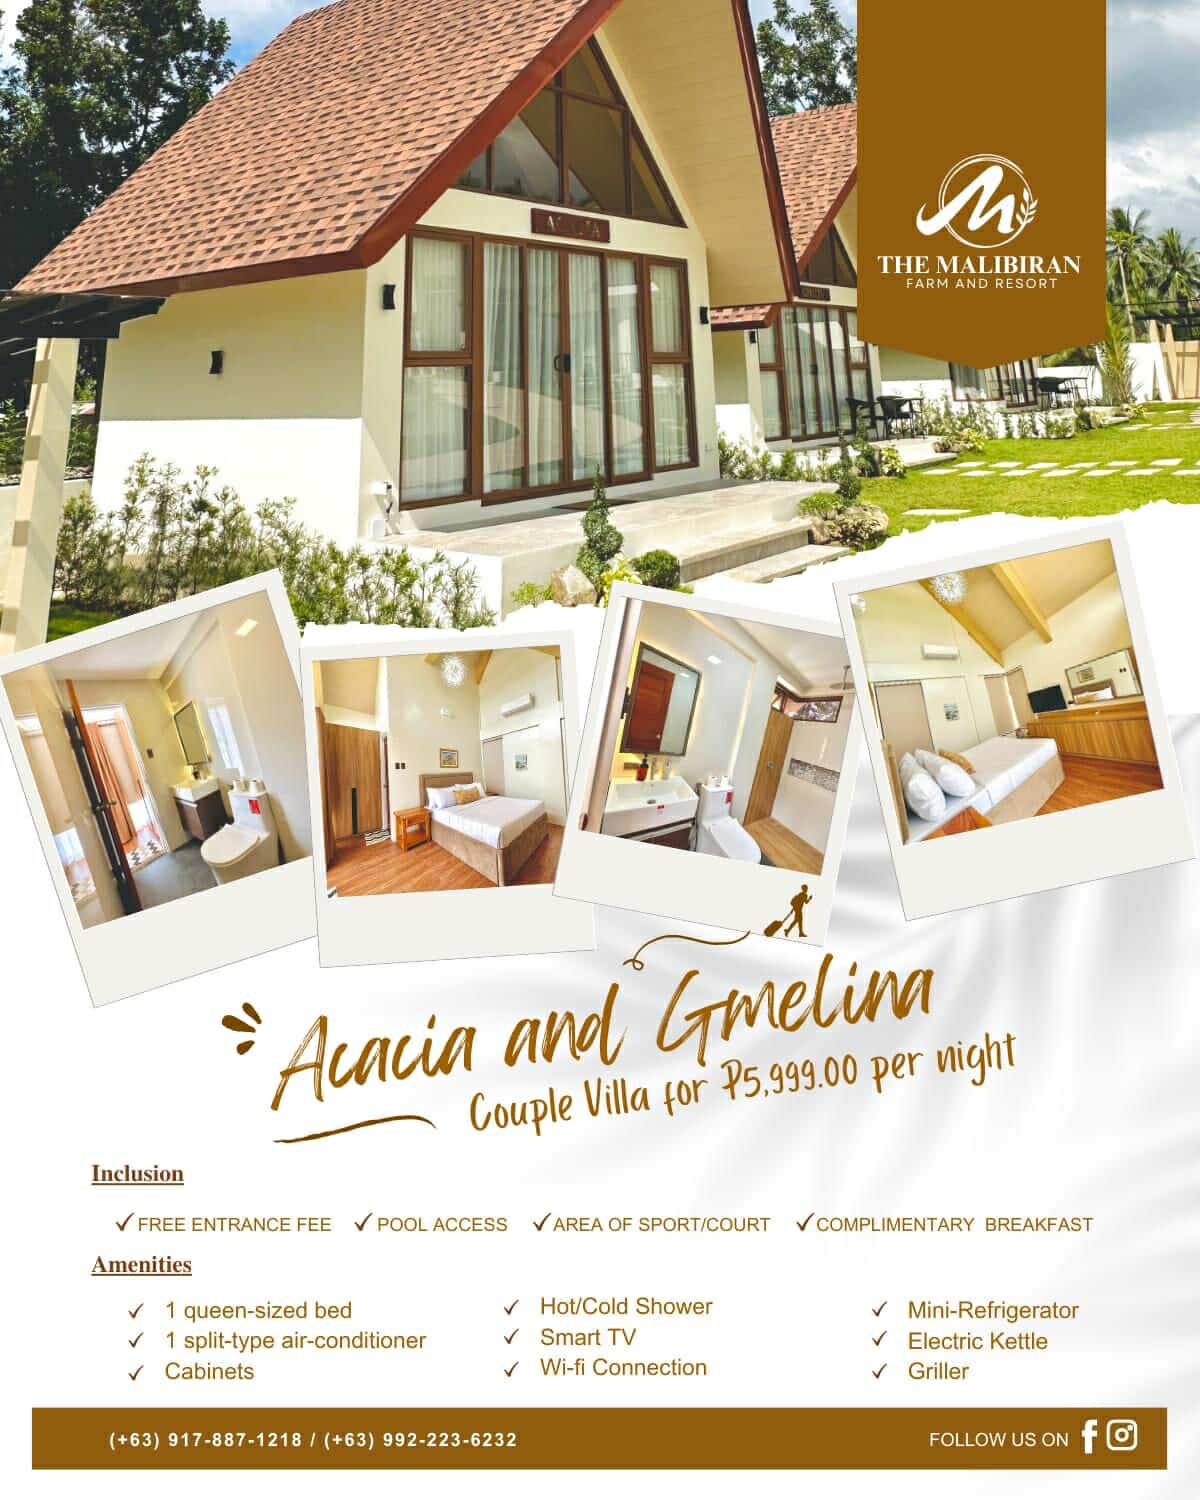 ACACIA
THE MALIBIRAN
FARM AND RESORT
Acacia and Gmelina
Couple Villa for ₱5,999.00 per night
Inclusion
✓ FREE ENTRANCE FEE ✓ POOL ACCESS ✓ AREA OF SPORT/COURT ✓ COMPLIMENTARY BREAKFAST
Amenities
✓ 1 queen-sized bed
✓ 1 split-type air-conditioner
✓ Cabinets
✓ Hot/Cold Shower
✓ Smart TV
✓ Wi-fi Connection
✓ Mini-Refrigerator
✓ Electric Kettle
✓ Griller
(+63) 917-887-1218 / (+63) 992-223-6232
FOLLOW US ON